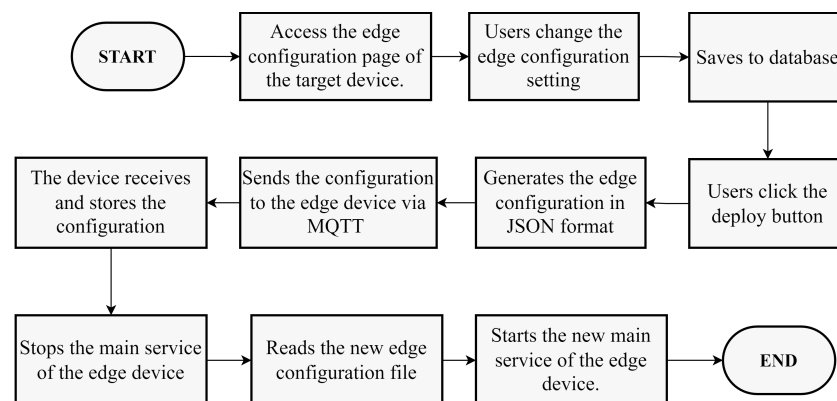 START
Access the edge
configuration page of
the target device.
Users change the
edge configuration
setting
Saves to database
Users click the
deploy button
Generates the edge
configuration in
JSON format
Sends the configuration
to the edge device via
MQTT
The device receives
and stores the
configuration
Stops the main service
of the edge device
Reads the new edge
configuration file
Starts the new main
service of the edge
device.
END